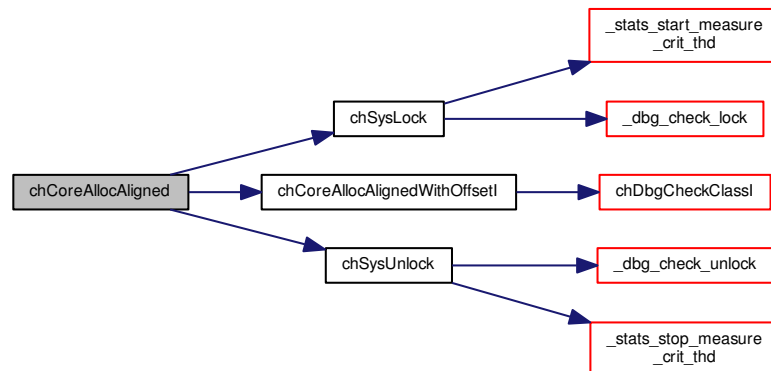 _stats_start_measure
_crit_thd
chSysLock
_dbg_check_lock
chCoreAllocAligned
chCoreAllocAlignedWithOffsetI
chDbgCheckClassI
chSysUnlock
_dbg_check_unlock
_stats_stop_measure
_crit_thd